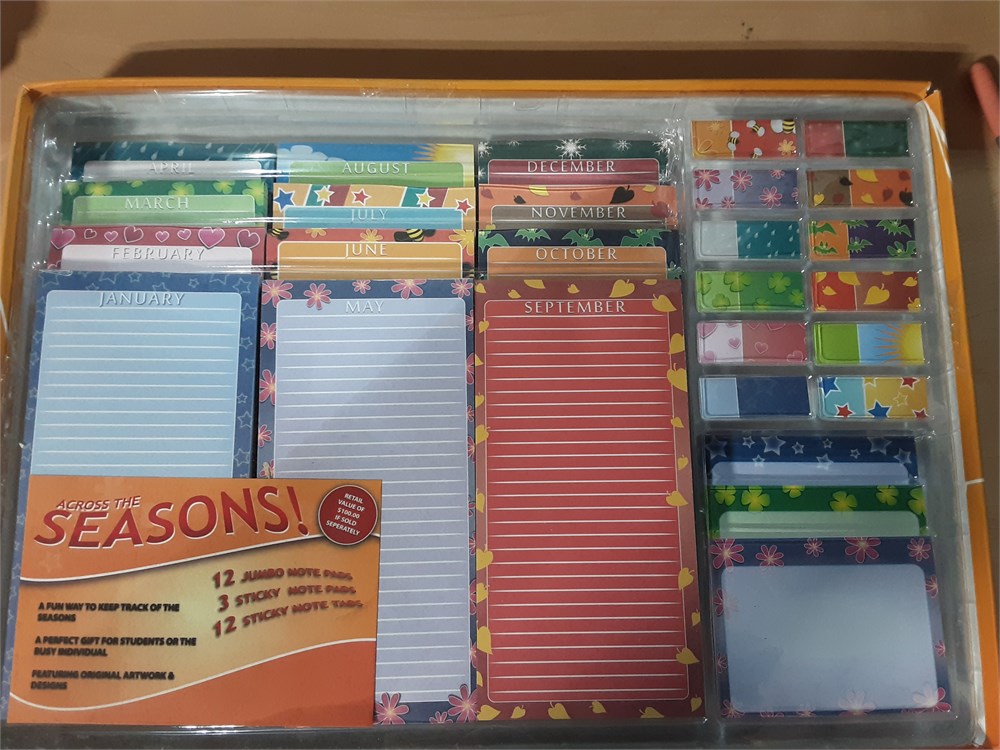 APRIL
AUGUST
DECEMBER
MARCH
JULY
NOVEMBER
FEBRUARY
JUNE
OCTOBER
JANUARY
MAY
SEPTEMBER
ACROSS THE
SEASONS!
RETAIL
VALUE OF
$100.00
IF SOLD
SEPERATELY
12 JUMBO NOTE PADS
3 STICKY NOTE PADS
12 STICKY NOTE TABS
A FUN WAY TO KEEP TRACK OF THE
SEASONS
A PERFECT GIFT FOR STUDENTS OR THE
BUSY INDIVIDUAL
FEATURING ORIGINAL ARTWORK &
DESIGNS